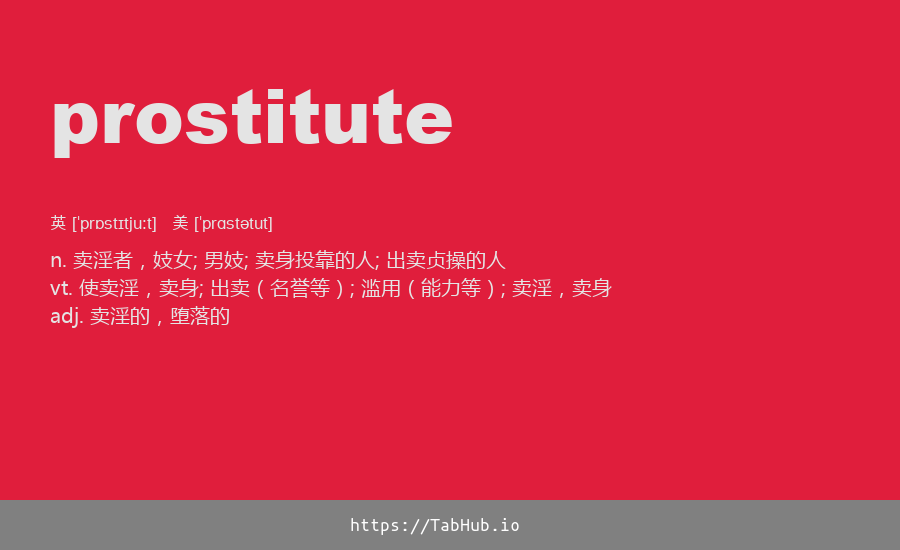 prostitute
英 [ˈprɒstɪtjuːt] 美 [ˈprɑstətut]
n. 卖淫者，妓女; 男妓; 卖身投靠的人; 出卖贞操的人
vt. 使卖淫，卖身; 出卖（名誉等）; 滥用（能力等）; 卖淫，卖身
adj. 卖淫的，堕落的
https://TabHub.io